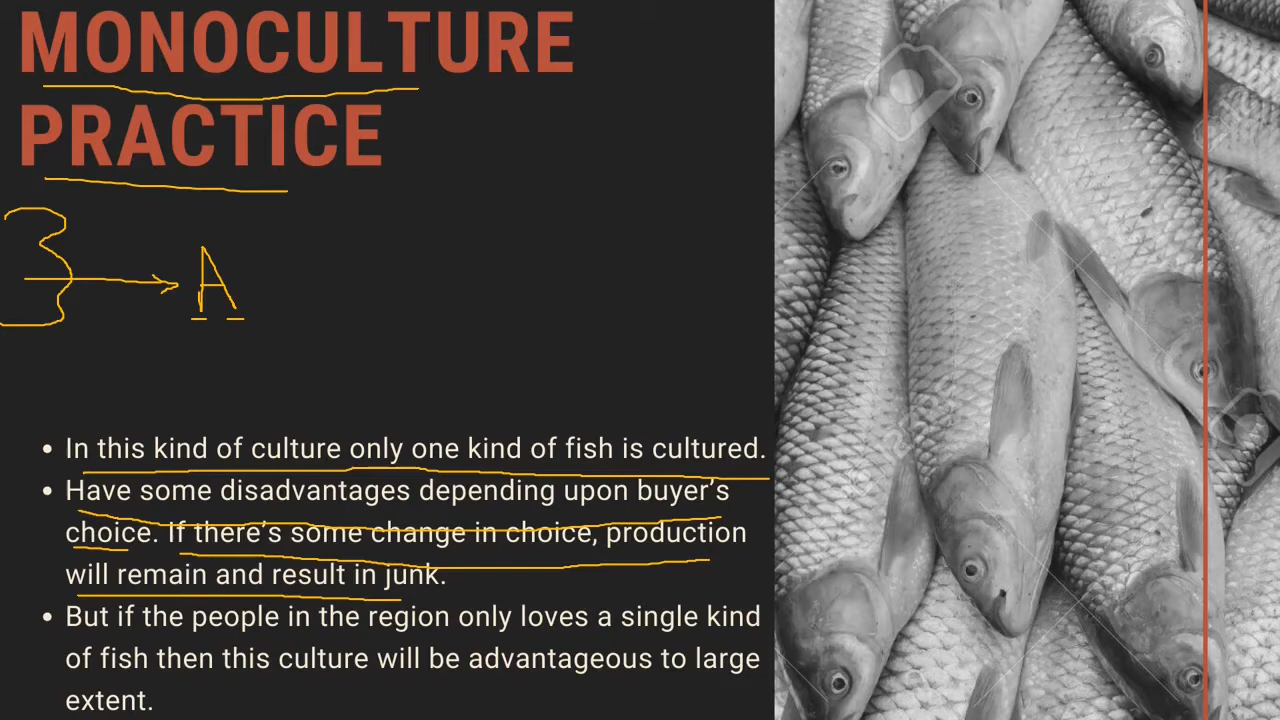 MONOCULTURE
PRACTICE
3 → A
• In this kind of culture only one kind of fish is cultured.
• Have some disadvantages depending upon buyer's
choice. If there's some change in choice, production
will remain and result in junk.
• But if the people in the region only loves a single kind
of fish then this culture will be advantageous to large
extent.